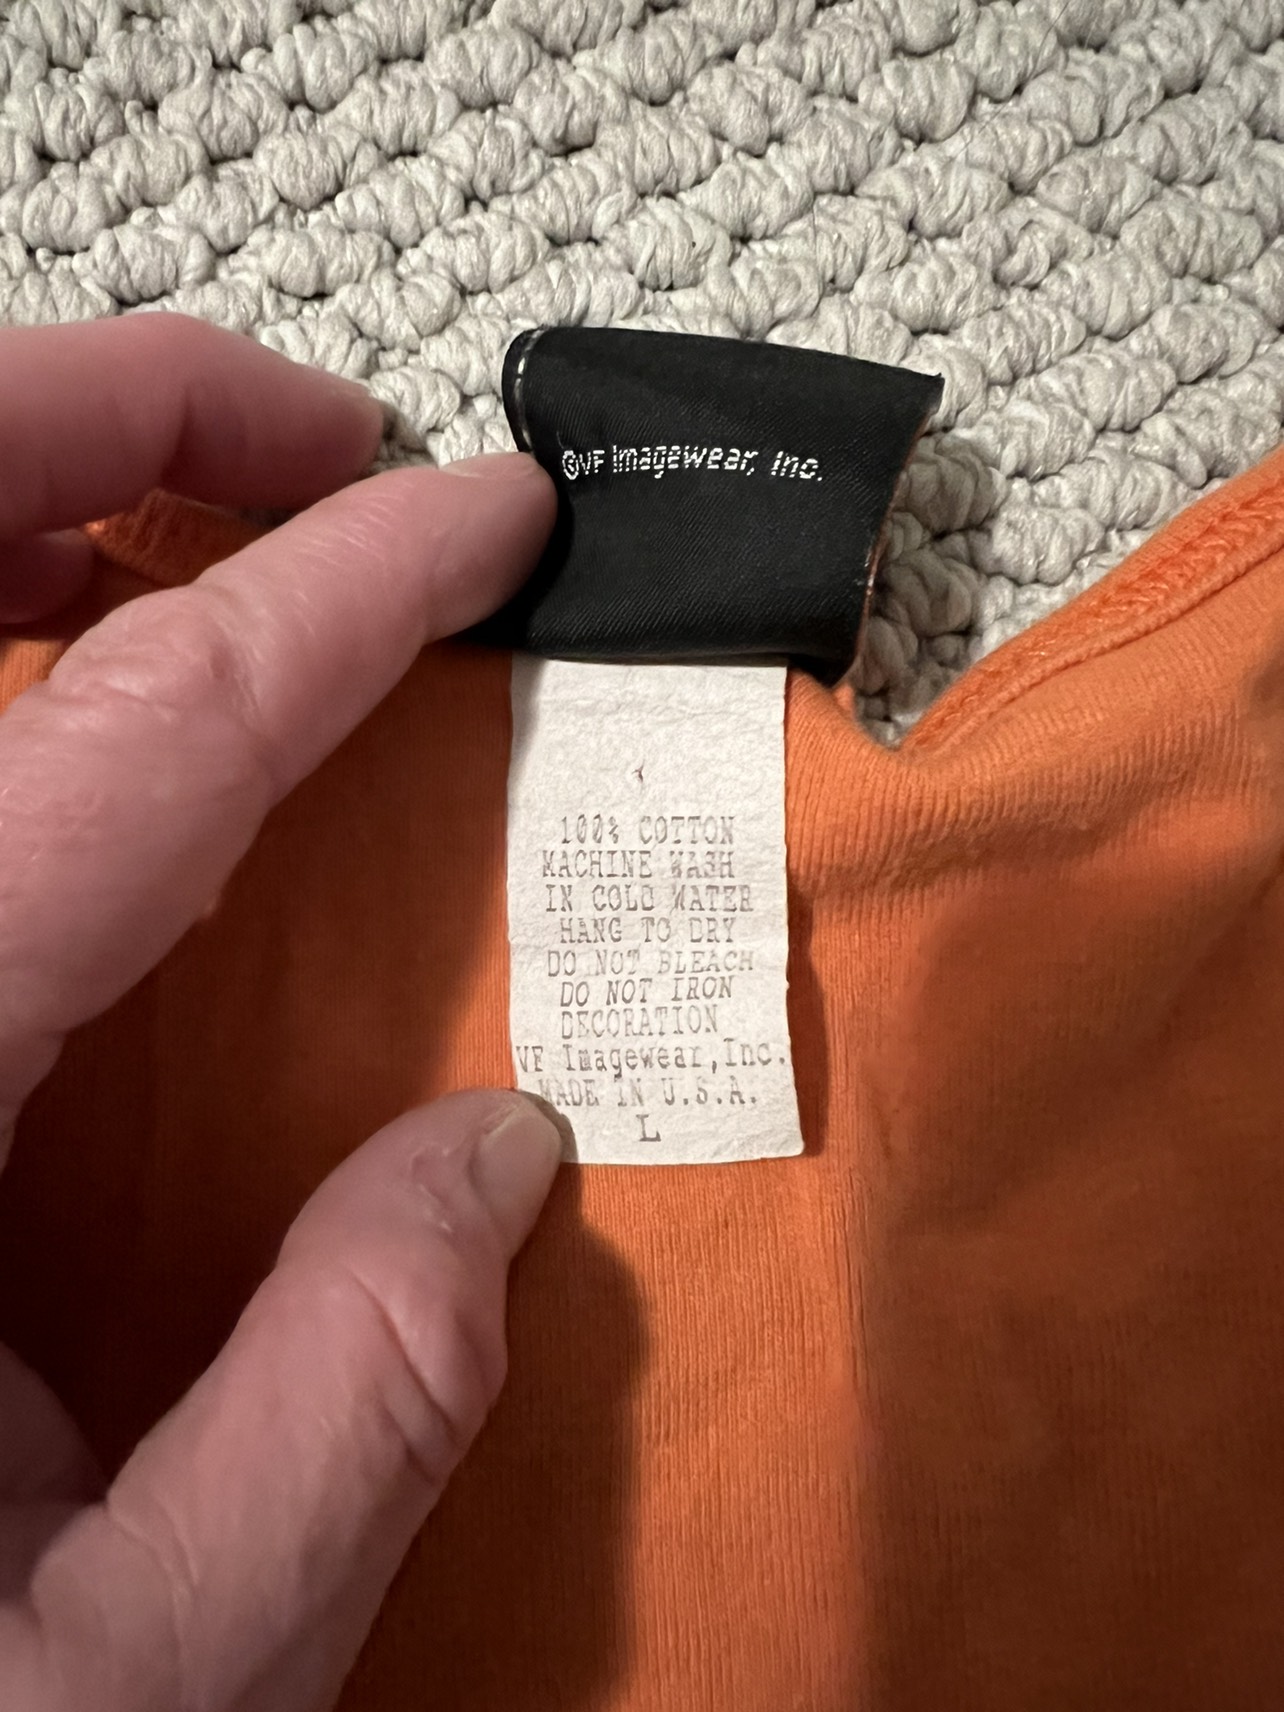 ©VF Imagewear, Inc.
100% COTTON
MACHINE WASH
IN COLD WATER
HANG TO DRY
DO NOT BLEACH
DO NOT IRON
DECORATION
VF Imagewear,Inc.
MADE IN U.S.A.
L